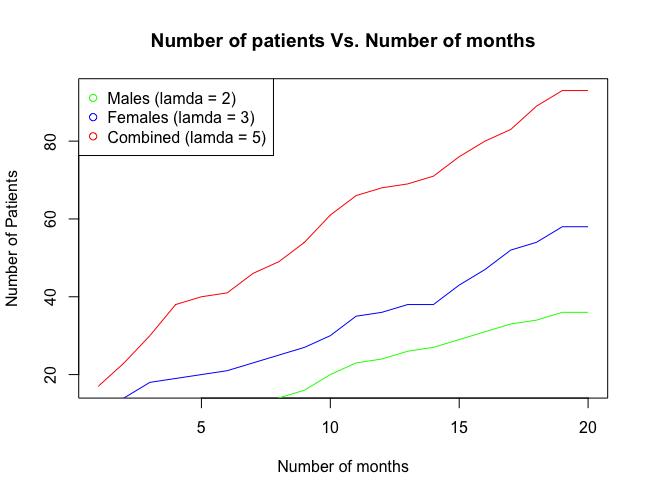 Number of patients Vs. Number of months
Males (lamda = 2)
Females (lamda = 3)
Combined (lamda = 5)
Number of Patients
80
60
40
20
5
10
15
20
Number of months